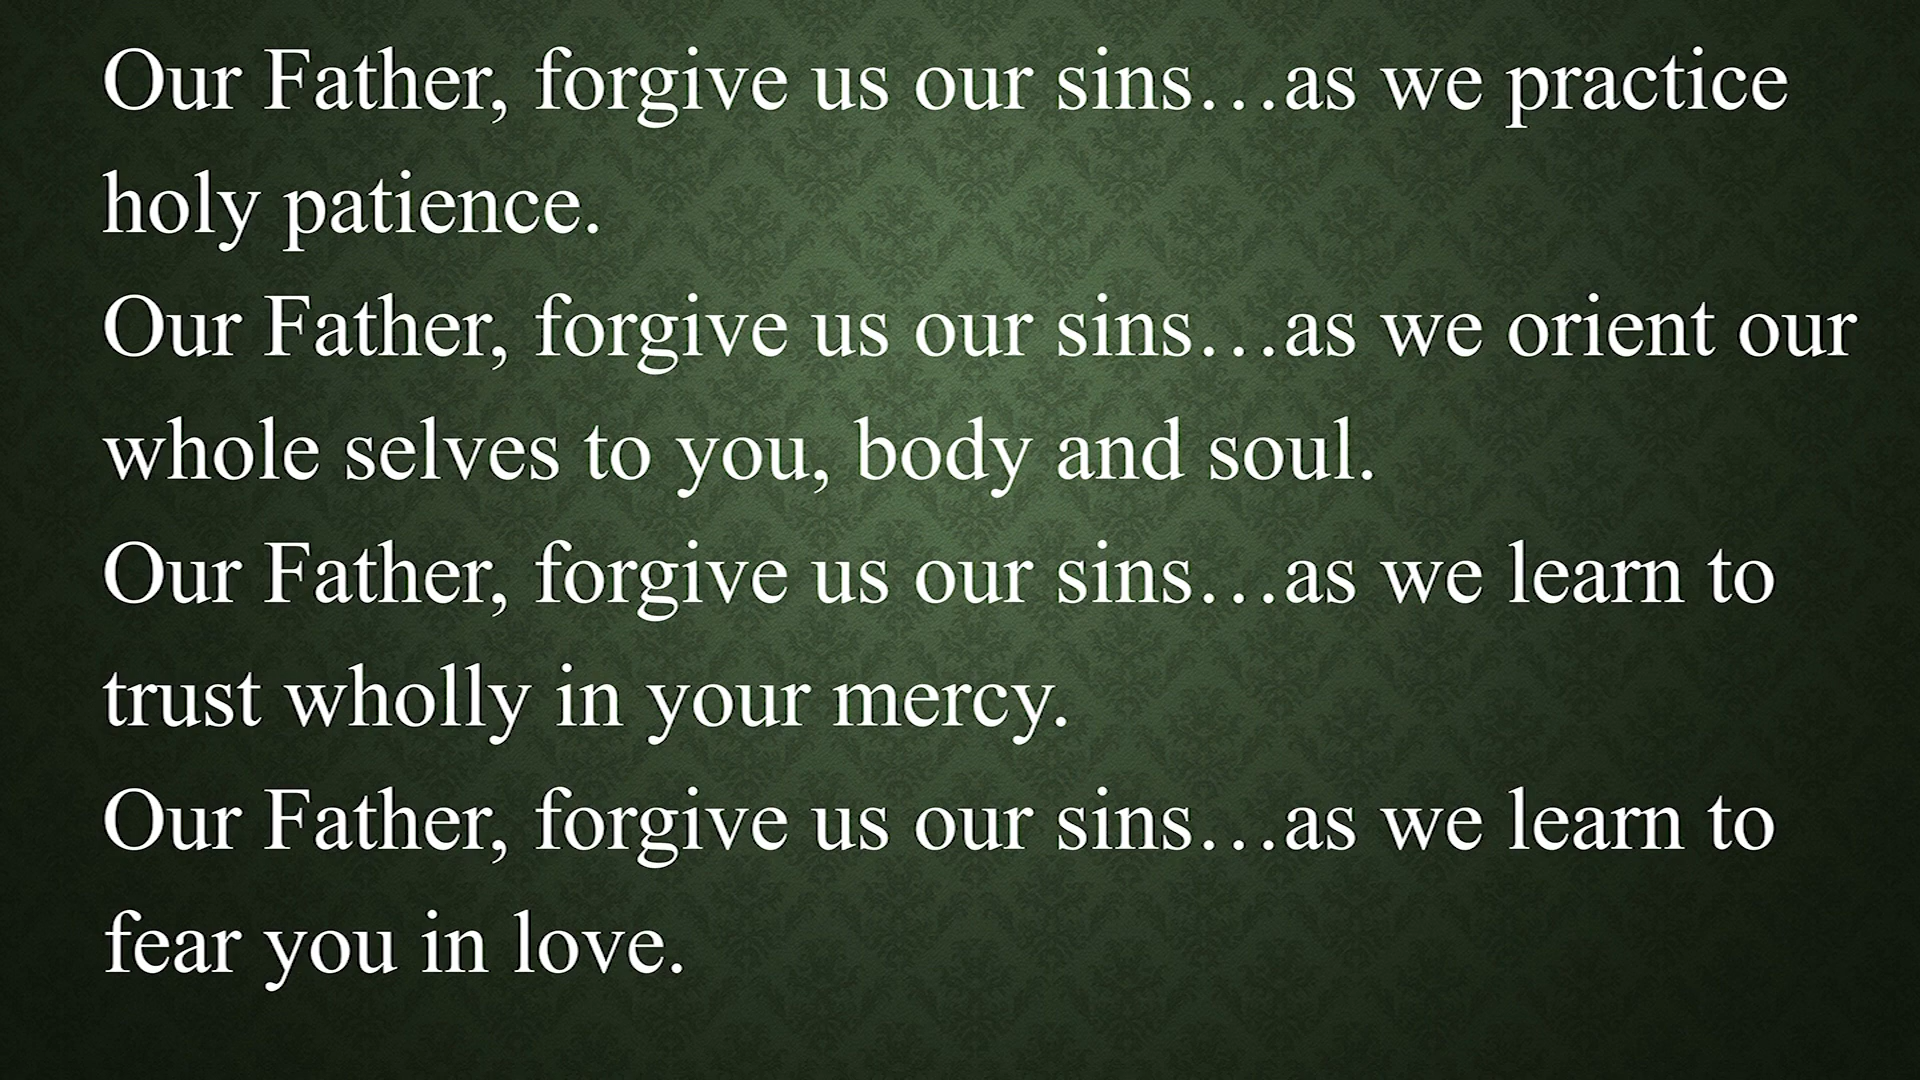 Our Father, forgive us our sins…as we practice
holy patience.
Our Father, forgive us our sins…as we orient our
whole selves to you, body and soul.
Our Father, forgive us our sins…as we learn to
trust wholly in your mercy.
Our Father, forgive us our sins…as we learn to
fear you in love.